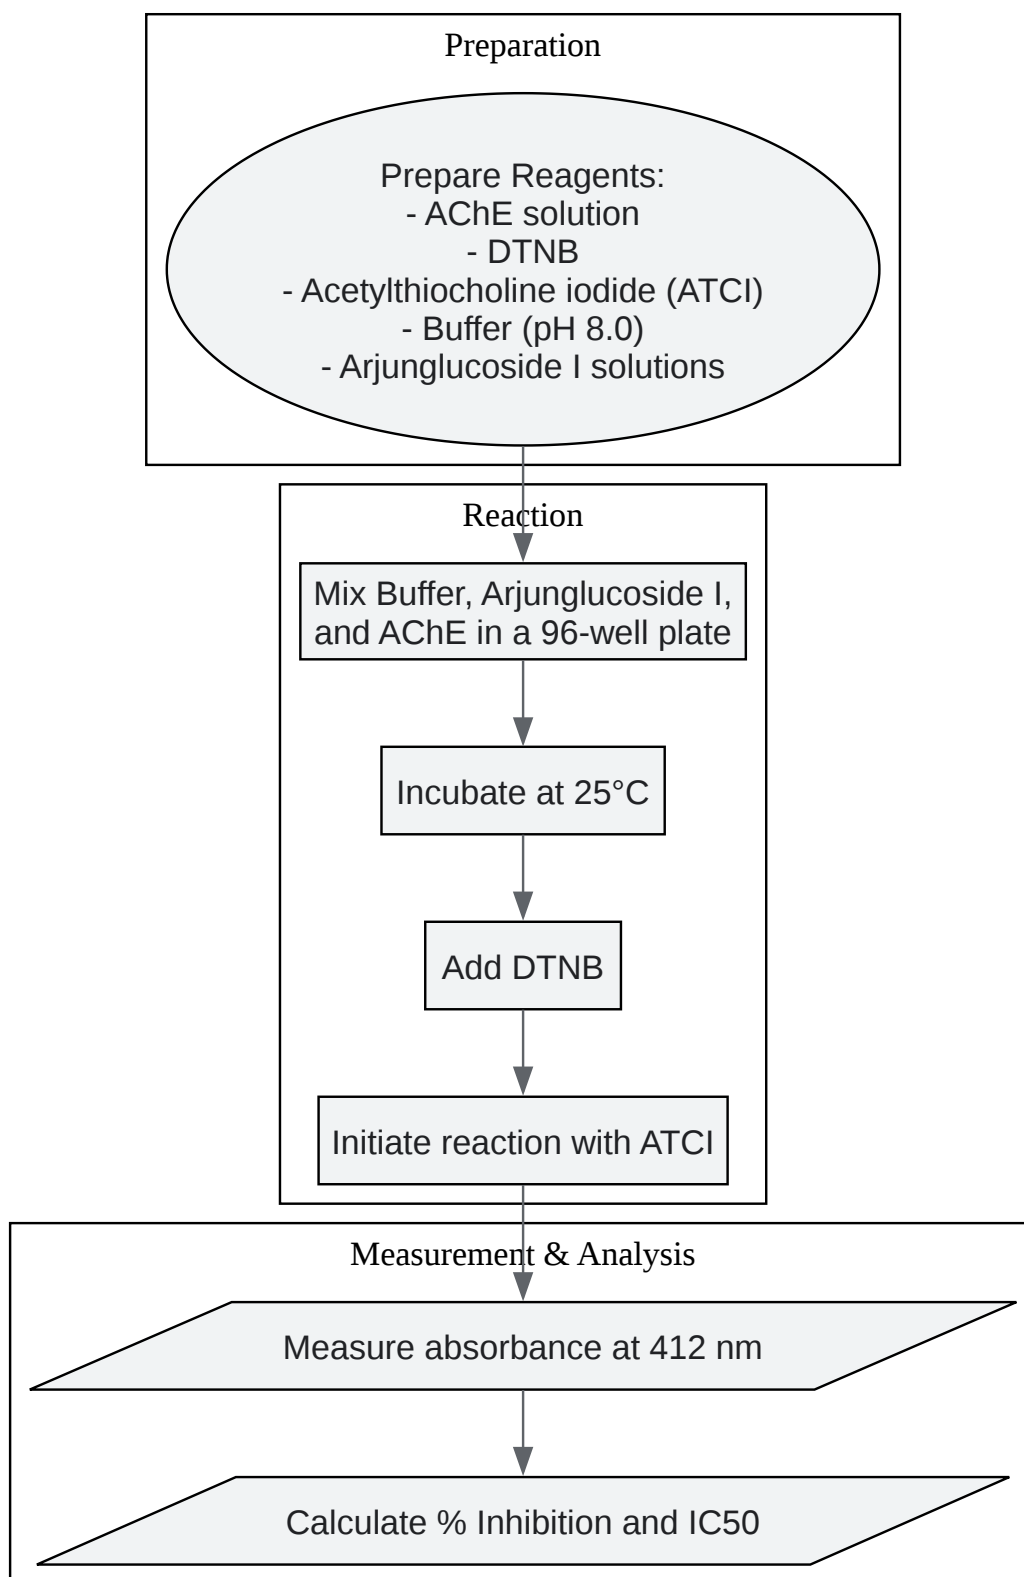 Preparation
Prepare Reagents:
- AChE solution
- DTNB
- Acetylthiocholine iodide (ATCI)
- Buffer (pH 8.0)
- Arjunglucoside I solutions
Reaction
Mix Buffer, Arjunglucoside I,
and AChE in a 96-well plate
Incubate at 25°C
Add DTNB
Initiate reaction with ATCI
Measurement & Analysis
Measure absorbance at 412 nm
Calculate % Inhibition and IC50